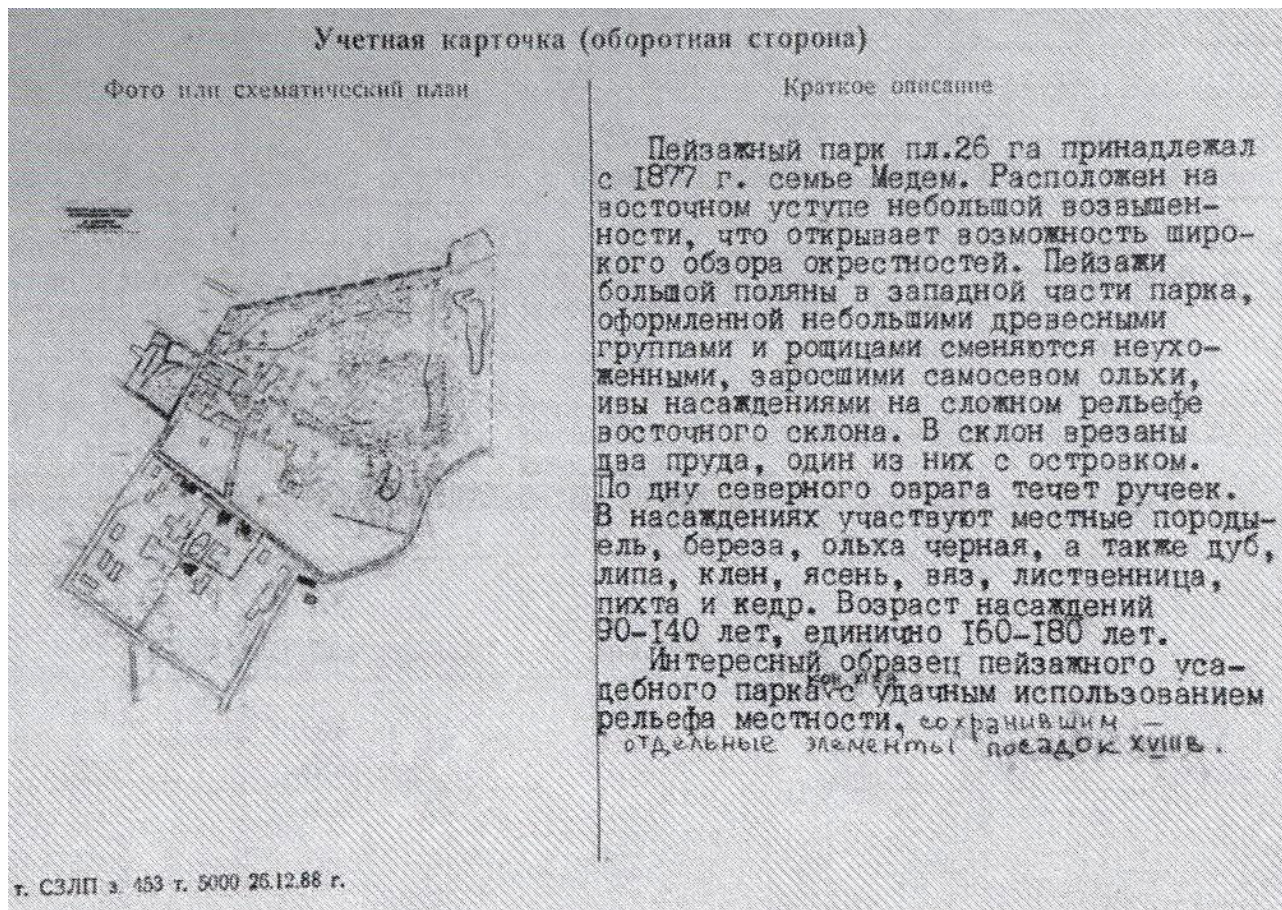 Учетная карточка (оборотная сторона)
Фото или схематический план
Краткое описание
Пейзажный парк пл.26 га принадлежал
с I877 г. семье Медем. Расположен на
восточном уступе небольшой возвышен-
ности, что открывает возможность широ-
кого обзора окрестностей. Пейзажи
большой поляны в западной части парка,
оформленной небольшими древесными
группами и рощицами сменяются неухо-
женными, заросшими самосевом ольхи,
ивы насаждениями на сложном рельефе
восточного склона. В склон врезаны
два пруда, один из них с островком.
По дну северного оврага течет ручеек.
В насаждениях участвуют местные породы-
ель, береза, ольха черная, а также дуб,
липа, клен, ясень, вяз, лиственница,
пихта и кедр. Возраст насаждений
90-I40 лет, единично I60-I80 лет.
Интересный образец пейзажного уса-
кон. XIX в.
дебного парка с удачным использованием
рельефа местности, сохранившим –
отдельные элементы посадок XVIII в.
т. СЗЛП з. 453 т. 5000 26.12.88 г.